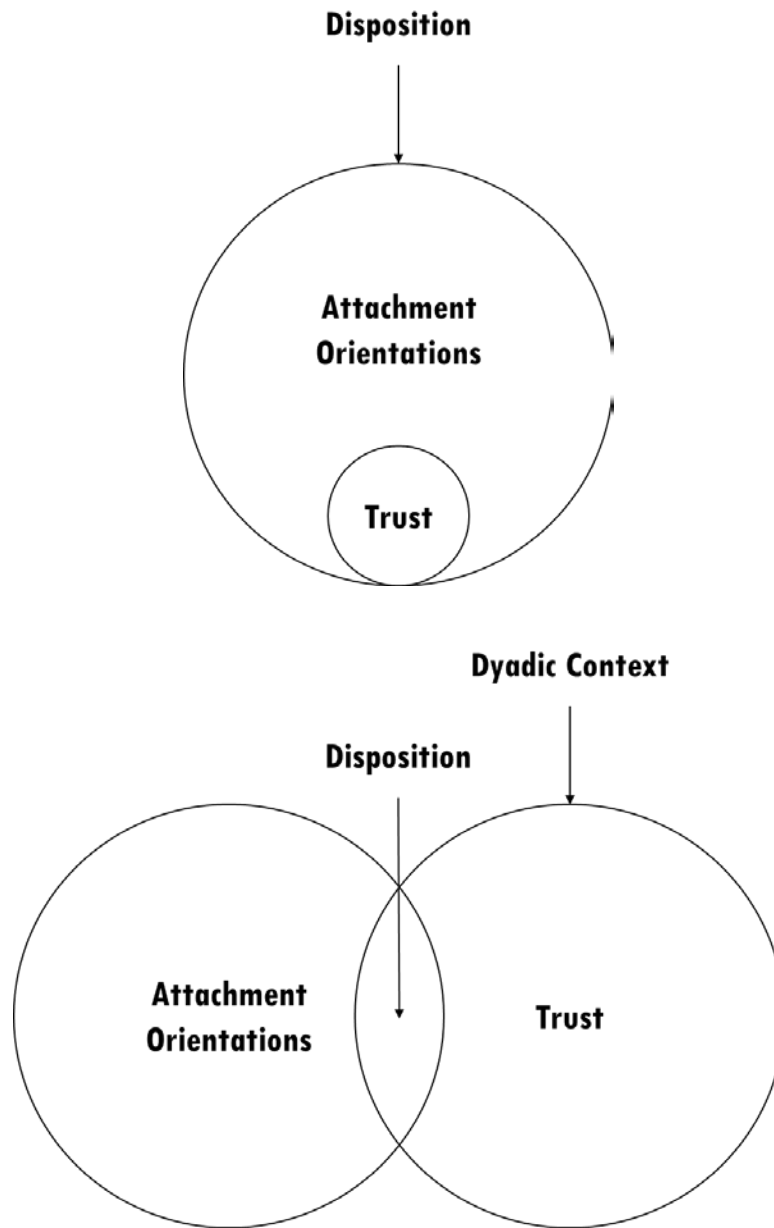 Disposition
Attachment
Orientations
Trust
Dyadic Context
Disposition
Attachment
Orientations
Trust